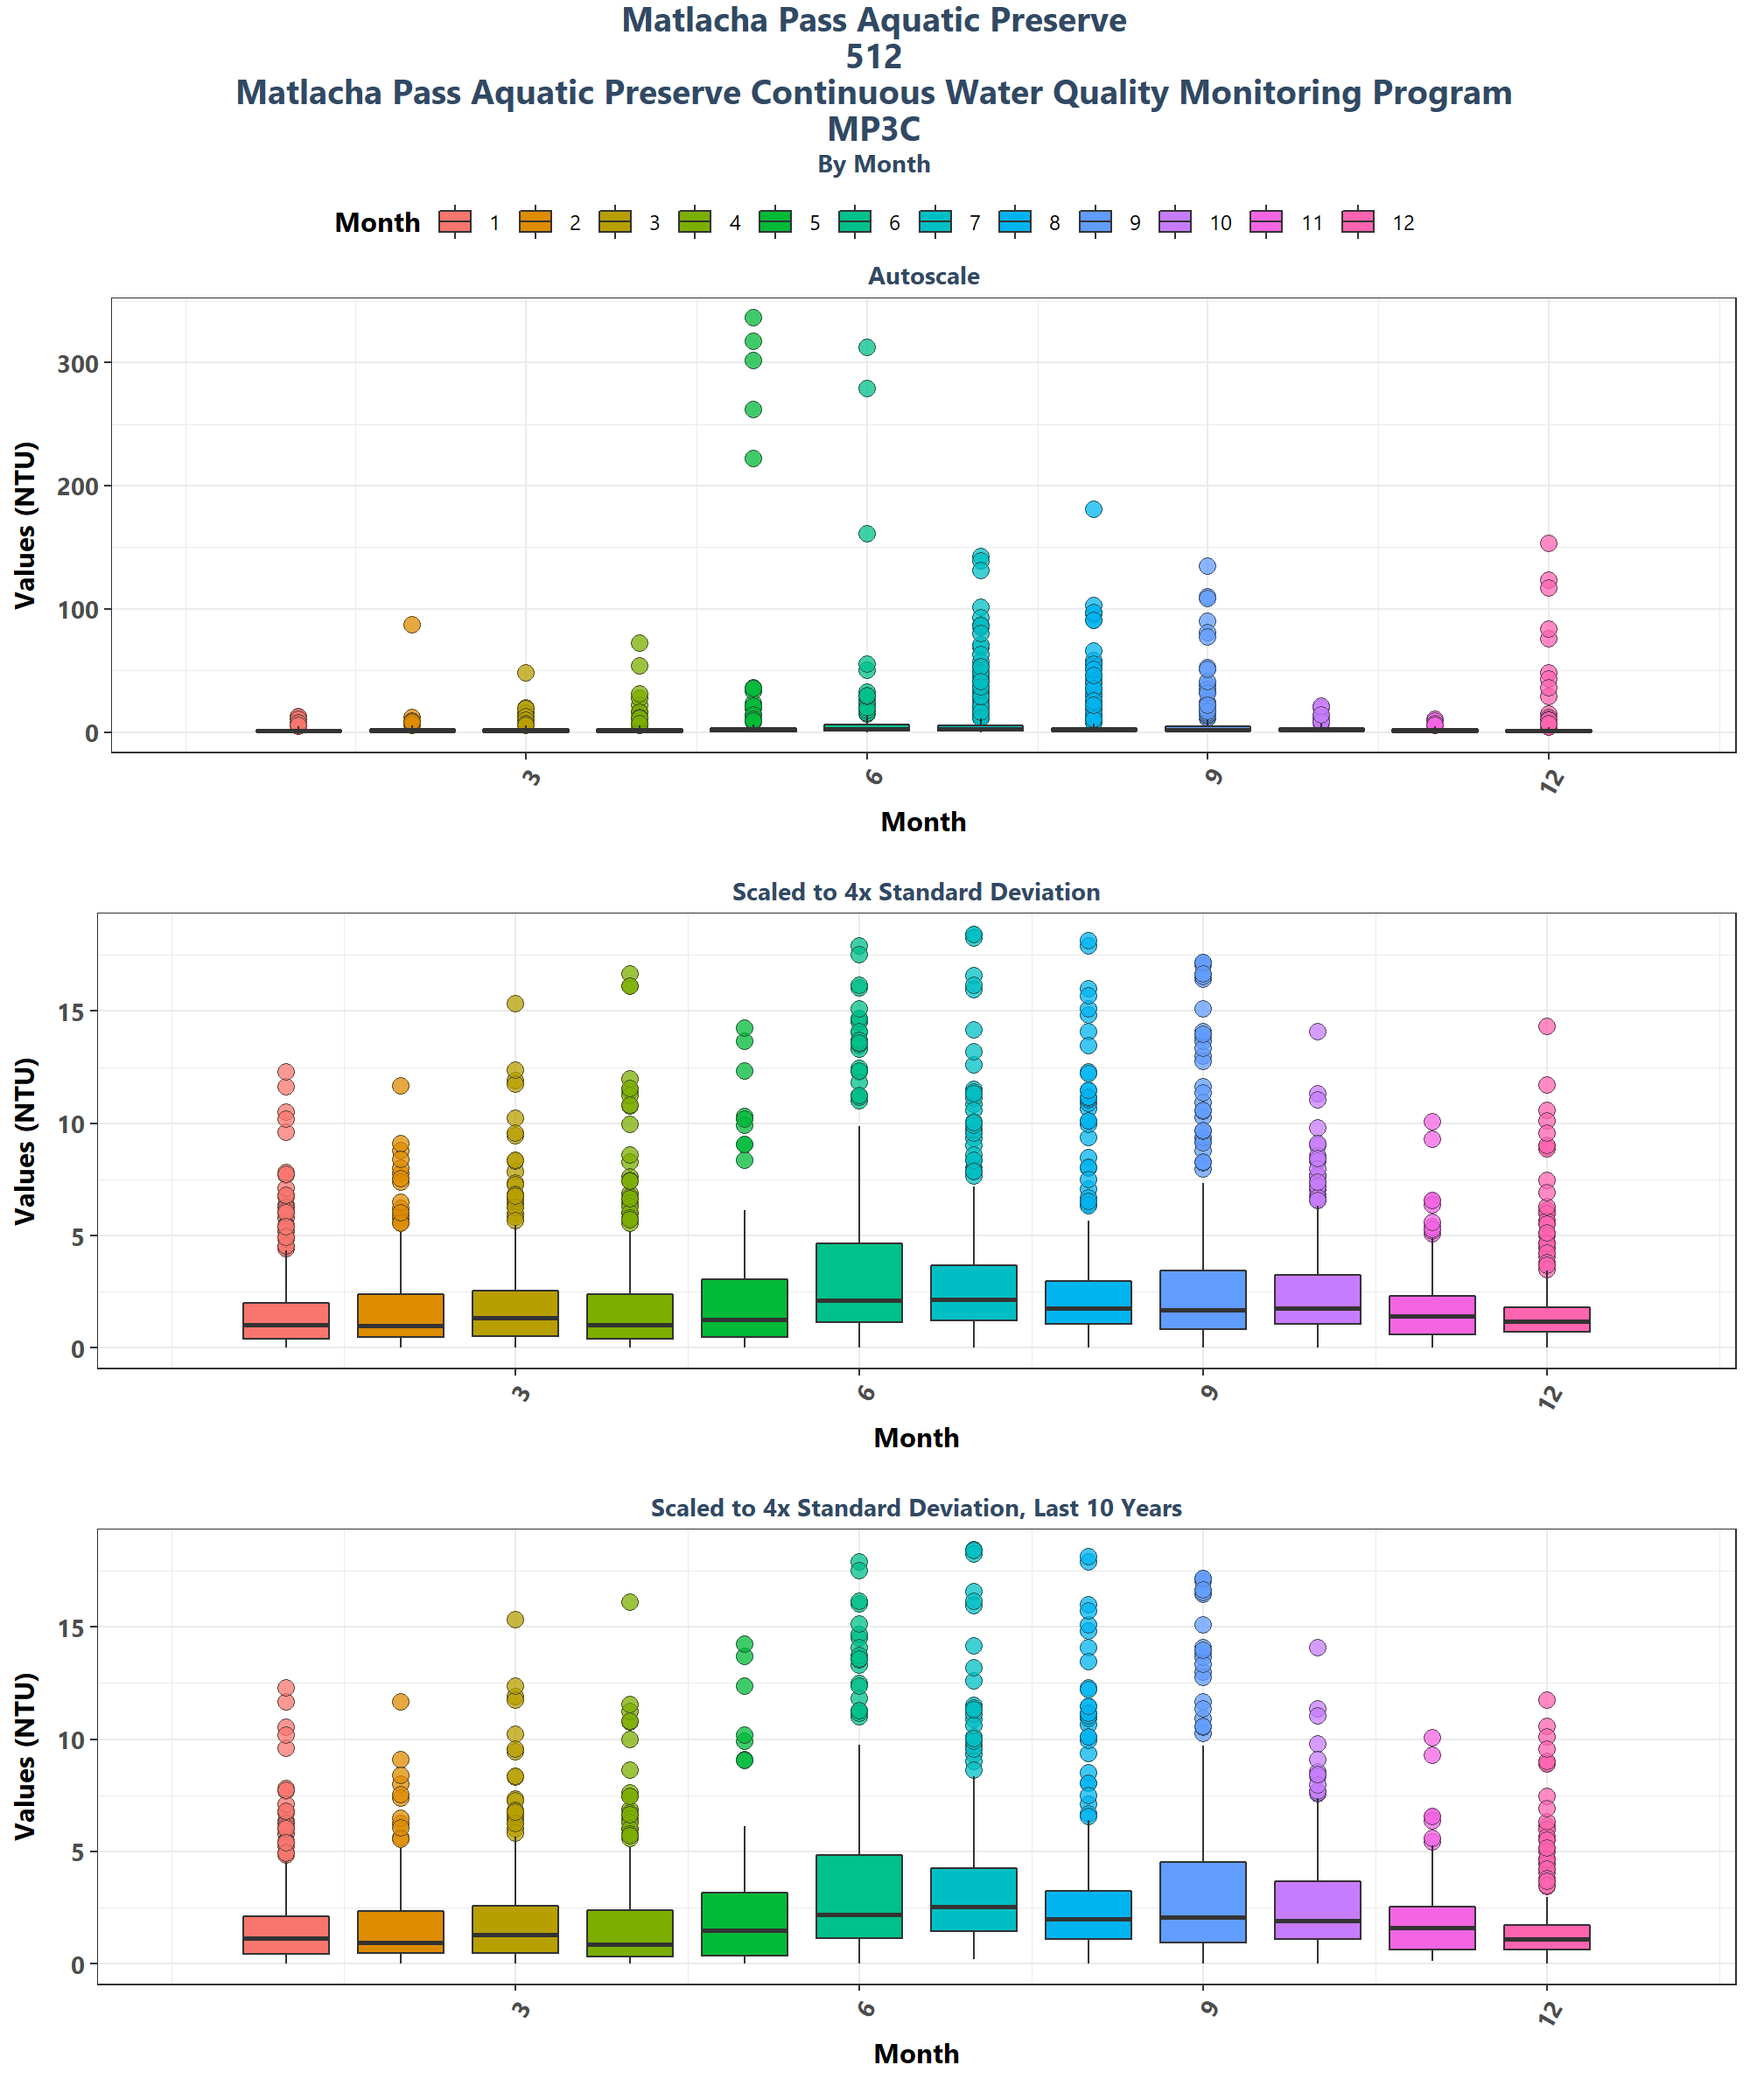 Matlacha Pass Aquatic Preserve
512
Matlacha Pass Aquatic Preserve Continuous Water Quality Monitoring Program
MP3C
By Month
Month 1 2 3 4 5 6 7 8 9 10 11 12
Autoscale
Values (NTU)
300
200
100
0
3 6 9 12
Month
Scaled to 4x Standard Deviation
Values (NTU)
15
10
5
0
3 6 9 12
Month
Scaled to 4x Standard Deviation, Last 10 Years
Values (NTU)
15
10
5
0
3 6 9 12
Month